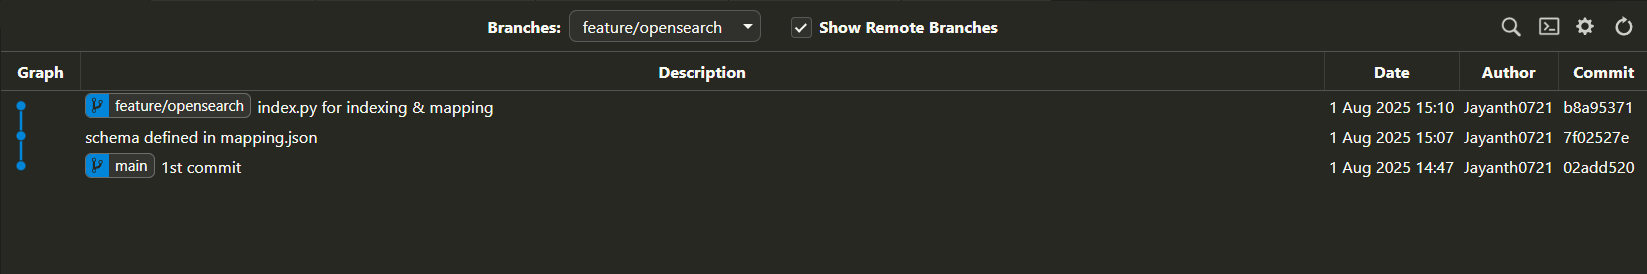 Branches: feature/opensearch Show Remote Branches
Graph Description Date Author Commit
feature/opensearch index.py for indexing & mapping 1 Aug 2025 15:10 Jayanth0721 b8a95371
schema defined in mapping.json 1 Aug 2025 15:07 Jayanth0721 7f02527e
main 1st commit 1 Aug 2025 14:47 Jayanth0721 02add520